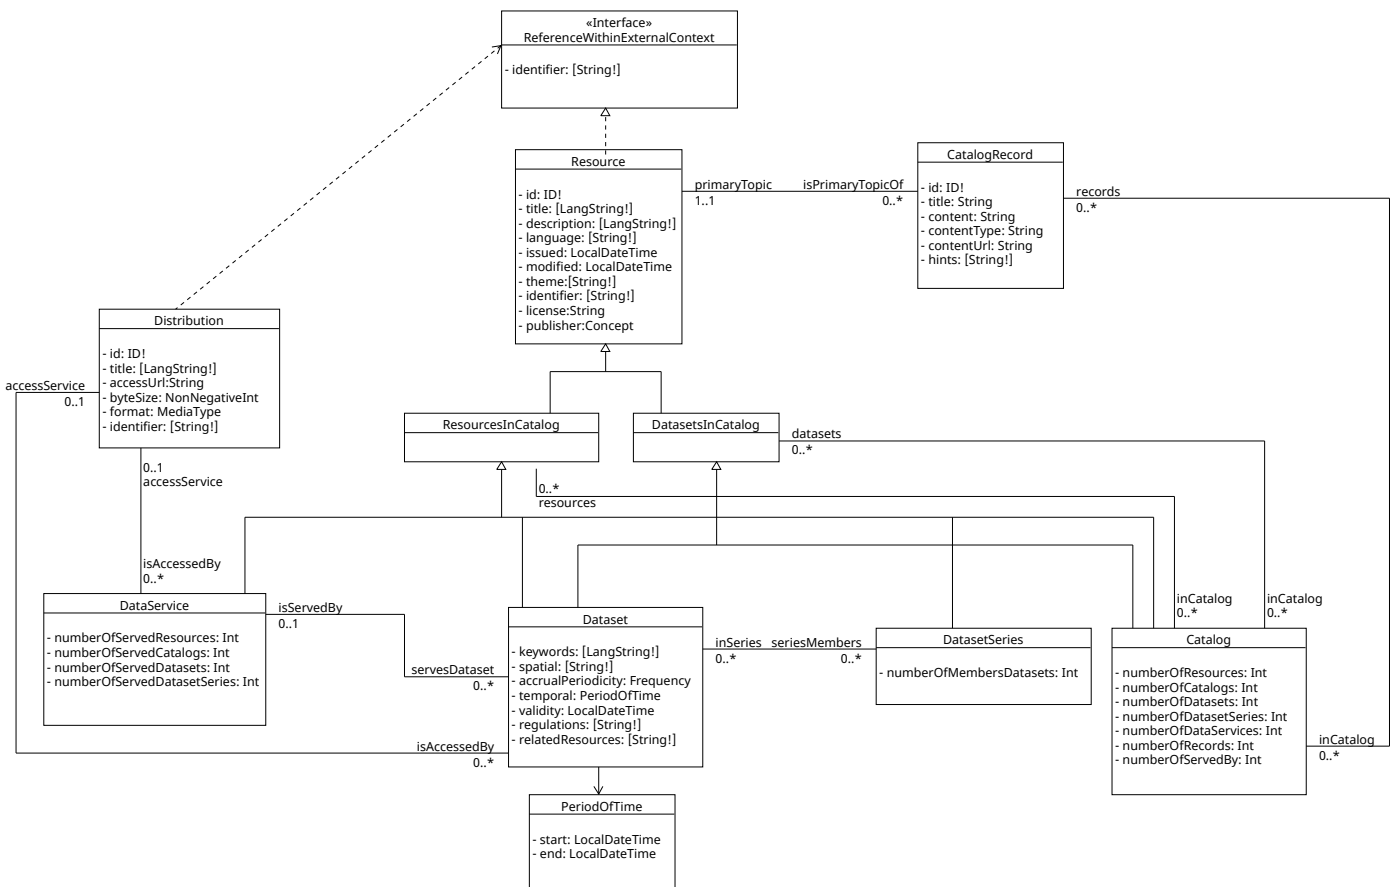 «Interface»
ReferenceWithinExternalContext
- identifier: [String!]
Resource
- id: ID!
- title: [LangString!]
- description: [LangString!]
- language: [String!]
- issued: LocalDateTime
- modified: LocalDateTime
- theme:[String!]
- identifier: [String!]
- license:String
- publisher:Concept
primaryTopic
1..1
isPrimaryTopicOf
0..*
CatalogRecord
- id: ID!
- title: String
- content: String
- contentType: String
- contentUrl: String
- hints: [String!]
records
0..*
Distribution
- id: ID!
- title: [LangString!]
- accessUrl:String
- byteSize: NonNegativeInt
- format: MediaType
- identifier: [String!]
accessService
0..1
0..1
accessService
ResourcesInCatalog
DatasetsInCatalog
datasets
0..*
0..*
resources
isAccessedBy
0..*
DataService
- numberOfServedResources: Int
- numberOfServedCatalogs: Int
- numberOfServedDatasets: Int
- numberOfServedDatasetSeries: Int
isServedBy
0..1
servesDataset
0..*
isAccessedBy
0..*
Dataset
- keywords: [LangString!]
- spatial: [String!]
- accrualPeriodicity: Frequency
- temporal: PeriodOfTime
- validity: LocalDateTime
- regulations: [String!]
- relatedResources: [String!]
inSeries
0..*
seriesMembers
0..*
DatasetSeries
- numberOfMembersDatasets: Int
inCatalog
0..*
inCatalog
0..*
Catalog
- numberOfResources: Int
- numberOfCatalogs: Int
- numberOfDatasets: Int
- numberOfDatasetSeries: Int
- numberOfDataServices: Int
- numberOfRecords: Int
- numberOfServedBy: Int
inCatalog
0..*
PeriodOfTime
- start: LocalDateTime
- end: LocalDateTime